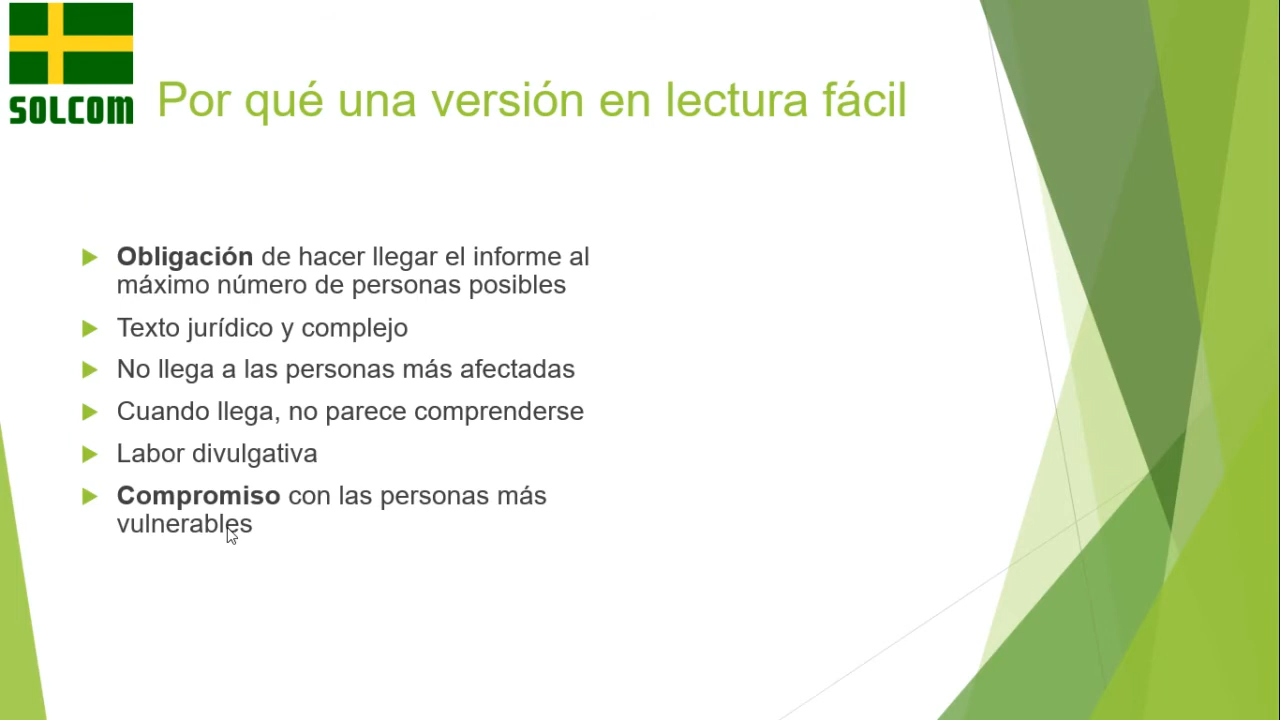 SOLCOM
Por qué una versión en lectura fácil
Obligación de hacer llegar el informe al
máximo número de personas posibles
Texto jurídico y complejo
No llega a las personas más afectadas
Cuando llega, no parece comprenderse
Labor divulgativa
Compromiso con las personas más
vulnerables